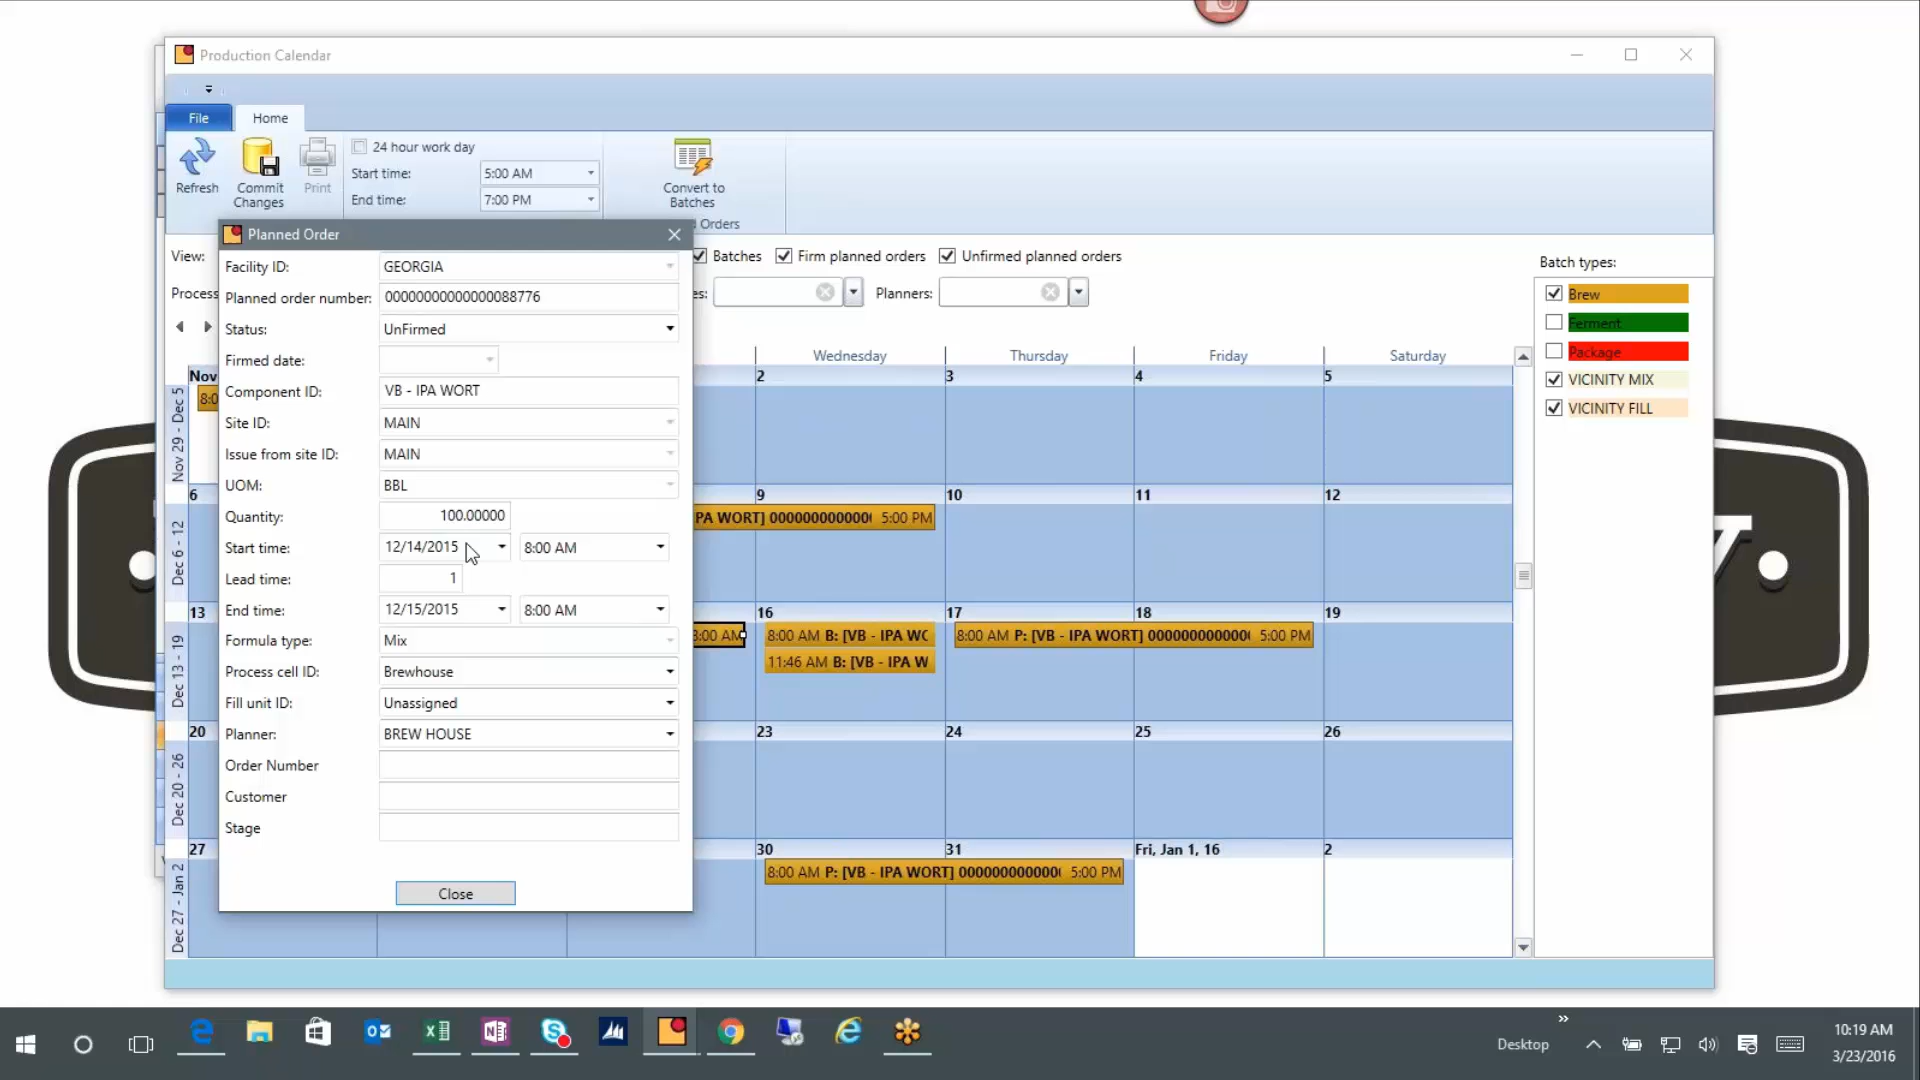 Production Calendar
File
Home
Refresh
Commit
Changes
Print
24 hour work day
Start time:
5:00 AM
End time:
7:00 PM
Convert to
Batches
Orders
Planned Order
View:
Batches
Firm planned orders
Unfirmed planned orders
Process
es:
Planners:
Batch types:
Brew
Ferment
Package
VICINITY MIX
VICINITY FILL
Facility ID:
GEORGIA
Planned order number:
00000000000000088776
Status:
UnFirmed
Firmed date:
Component ID:
VB - IPA WORT
Site ID:
MAIN
Issue from site ID:
MAIN
UOM:
BBL
Quantity:
100.00000
Start time:
12/14/2015
8:00 AM
Lead time:
1
End time:
12/15/2015
8:00 AM
Formula type:
Mix
Process cell ID:
Brewhouse
Fill unit ID:
Unassigned
Planner:
BREW HOUSE
Order Number
Customer
Stage
Close
Wednesday
Thursday
Friday
Saturday
Nov 29 - Dec 5
Nov
2
3
4
5
8:0
Dec 6 - 12
6
9
10
11
12
PA WORT] 000000000000( 5:00 PM
Dec 13 - 19
13
16
17
18
19
8:00 AM
8:00 AM B: [VB - IPA WC
8:00 AM P: [VB - IPA WORT] 000000000000( 5:00 PM
11:46 AM B: [VB - IPA W
Dec 20 - 26
20
23
24
25
26
Dec 27 - Jan 2
27
30
31
Fri, Jan 1, 16
2
8:00 AM P: [VB - IPA WORT] 000000000000( 5:00 PM
Desktop
10:19 AM
3/23/2016